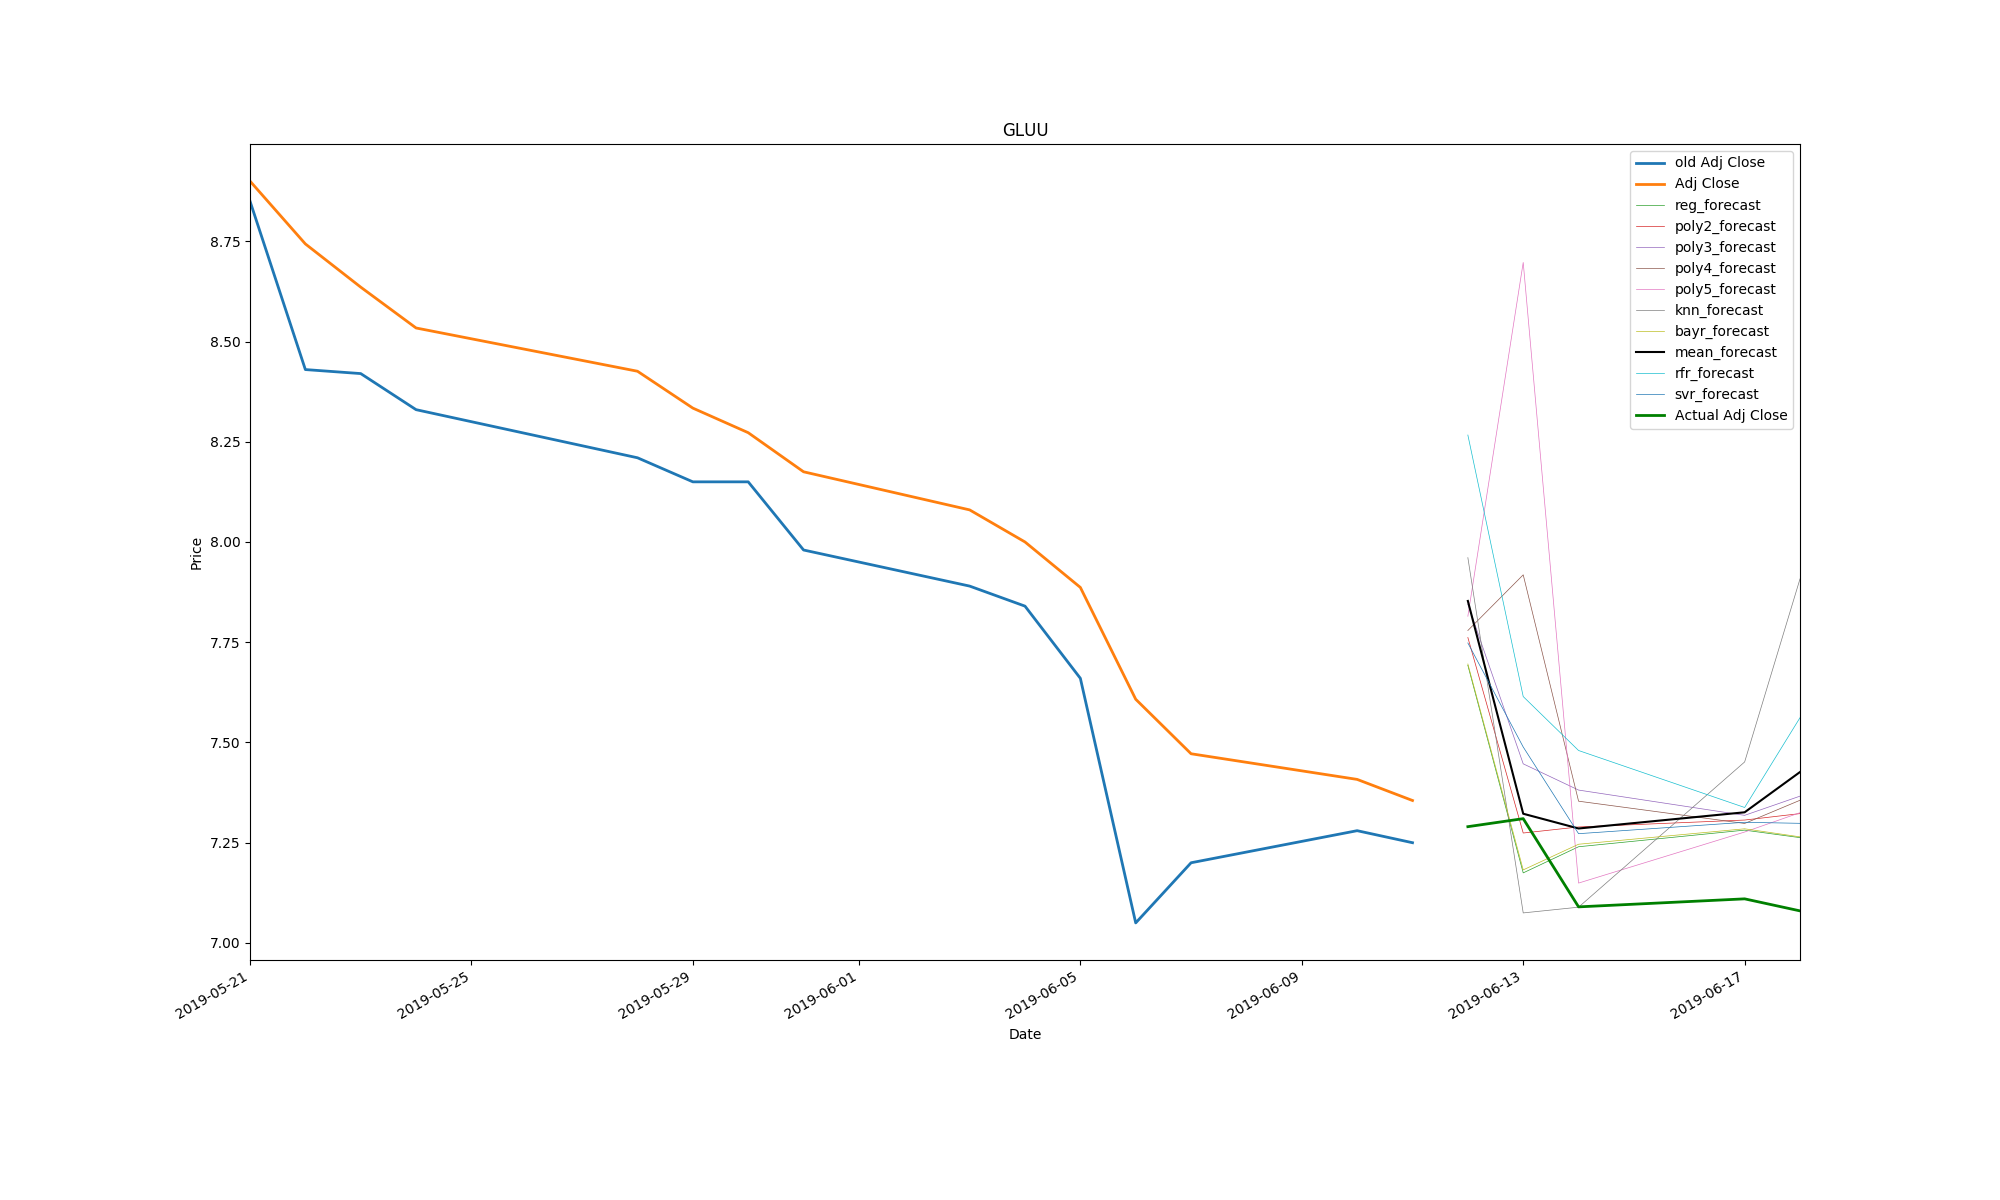 GLUU
old Adj Close
Adj Close
reg_forecast
poly2_forecast
poly3_forecast
poly4_forecast
poly5_forecast
knn_forecast
bayr_forecast
mean_forecast
rfr_forecast
svr_forecast
Actual Adj Close
8.75
8.50
8.25
8.00
7.75
7.50
7.25
7.00
Price
2019-05-21
2019-05-25
2019-05-29
2019-06-01
2019-06-05
2019-06-09
2019-06-13
2019-06-17
Date